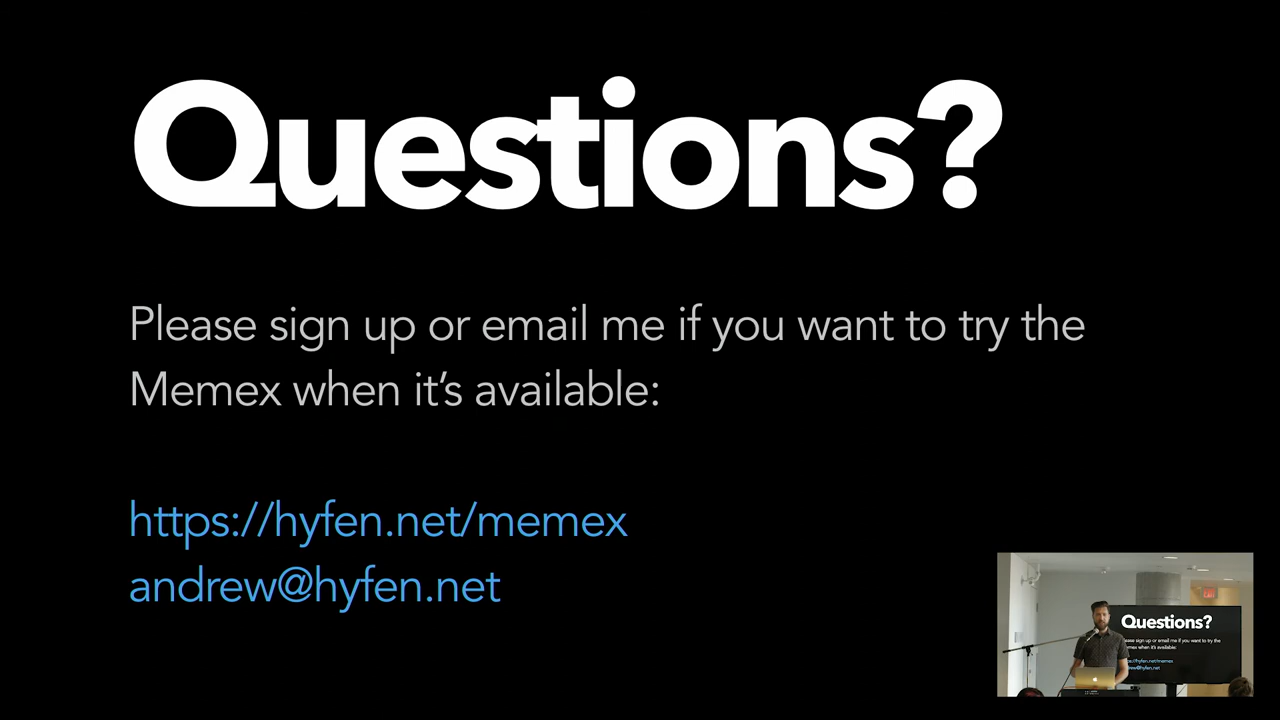 Questions?
Please sign up or email me if you want to try the
Memex when it's available:
https://hyfen.net/memex
andrew@hyfen.net
Questions?